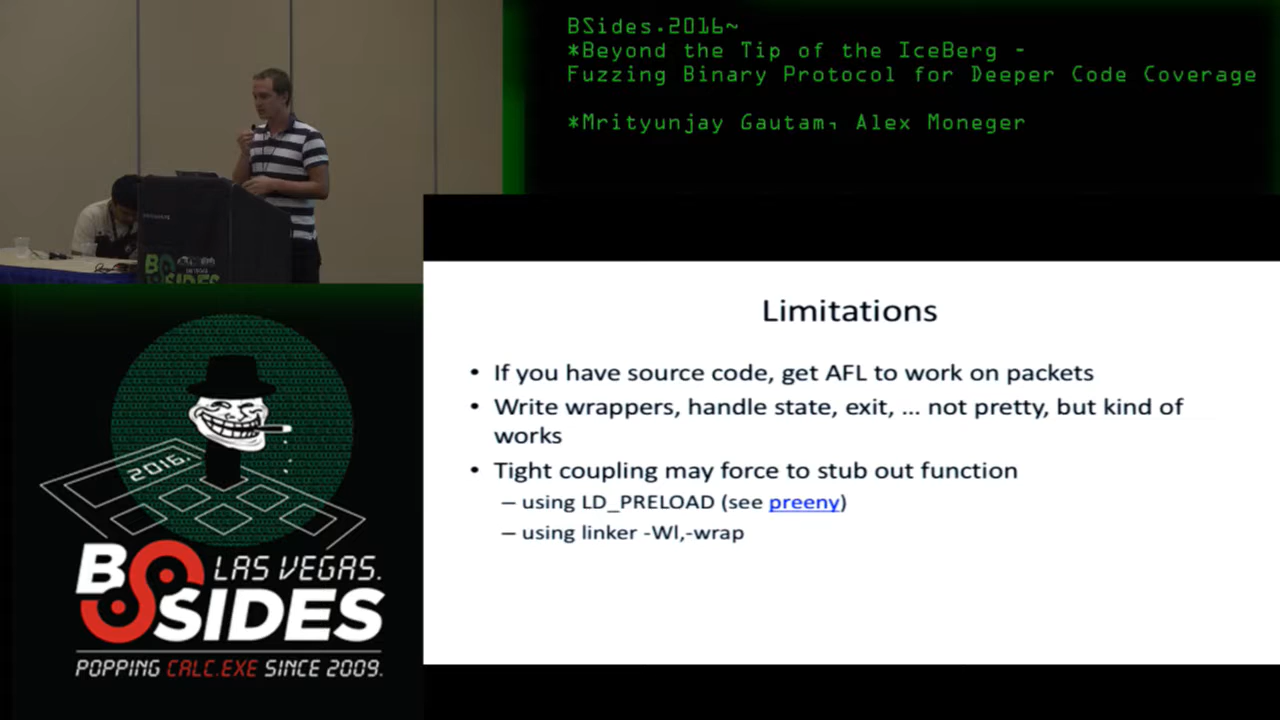 BSides.2016~
*Beyond the Tip of the IceBerg -
Fuzzing Binary Protocol for Deeper Code Coverage
*Mrityunjay Gautam, Alex Moneger
Limitations
• If you have source code, get AFL to work on packets
• Write wrappers, handle state, exit, ... not pretty, but kind of
works
• Tight coupling may force to stub out function
– using LD_PRELOAD (see preeny)
– using linker -Wl,-wrap
BSIDES
2016.
BSIDES
LAS VEGAS.
POPPING CALC.EXE SINCE 2009.